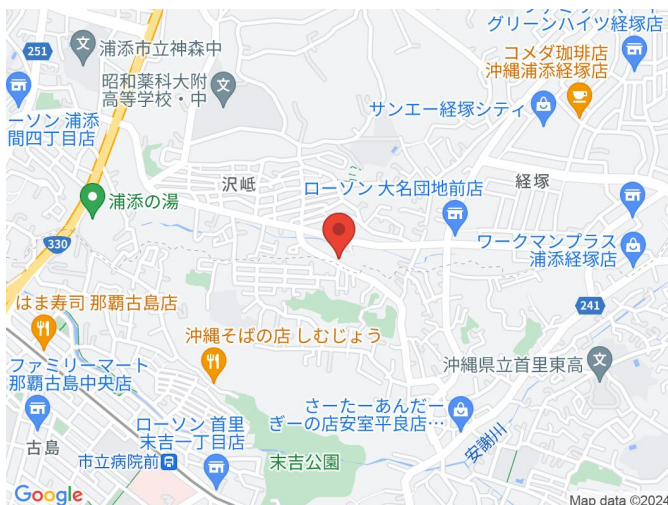 ファミリーマート
グリーンハイツ経塚店
251
浦添市立神森中
コメダ珈琲店
沖縄浦添経塚店
昭和薬科大附
高等学校・中
ーソン 浦添
間四丁目店
サンエー経塚シティ
沢岻
ローソン 大名団地前店
経塚
浦添の湯
330
ワークマンプラス
浦添経塚店
はま寿司 那覇古島店
241
沖縄そばの店 しむじょう
ファミリーマート
那覇古島中央店
沖縄県立首里東高
さーたーあんだー
ぎーの店安室平良店…
ローソン 首里
末吉一丁目店
古島
安謝川
市立病院前
末吉公園
Google
Map data ©2024